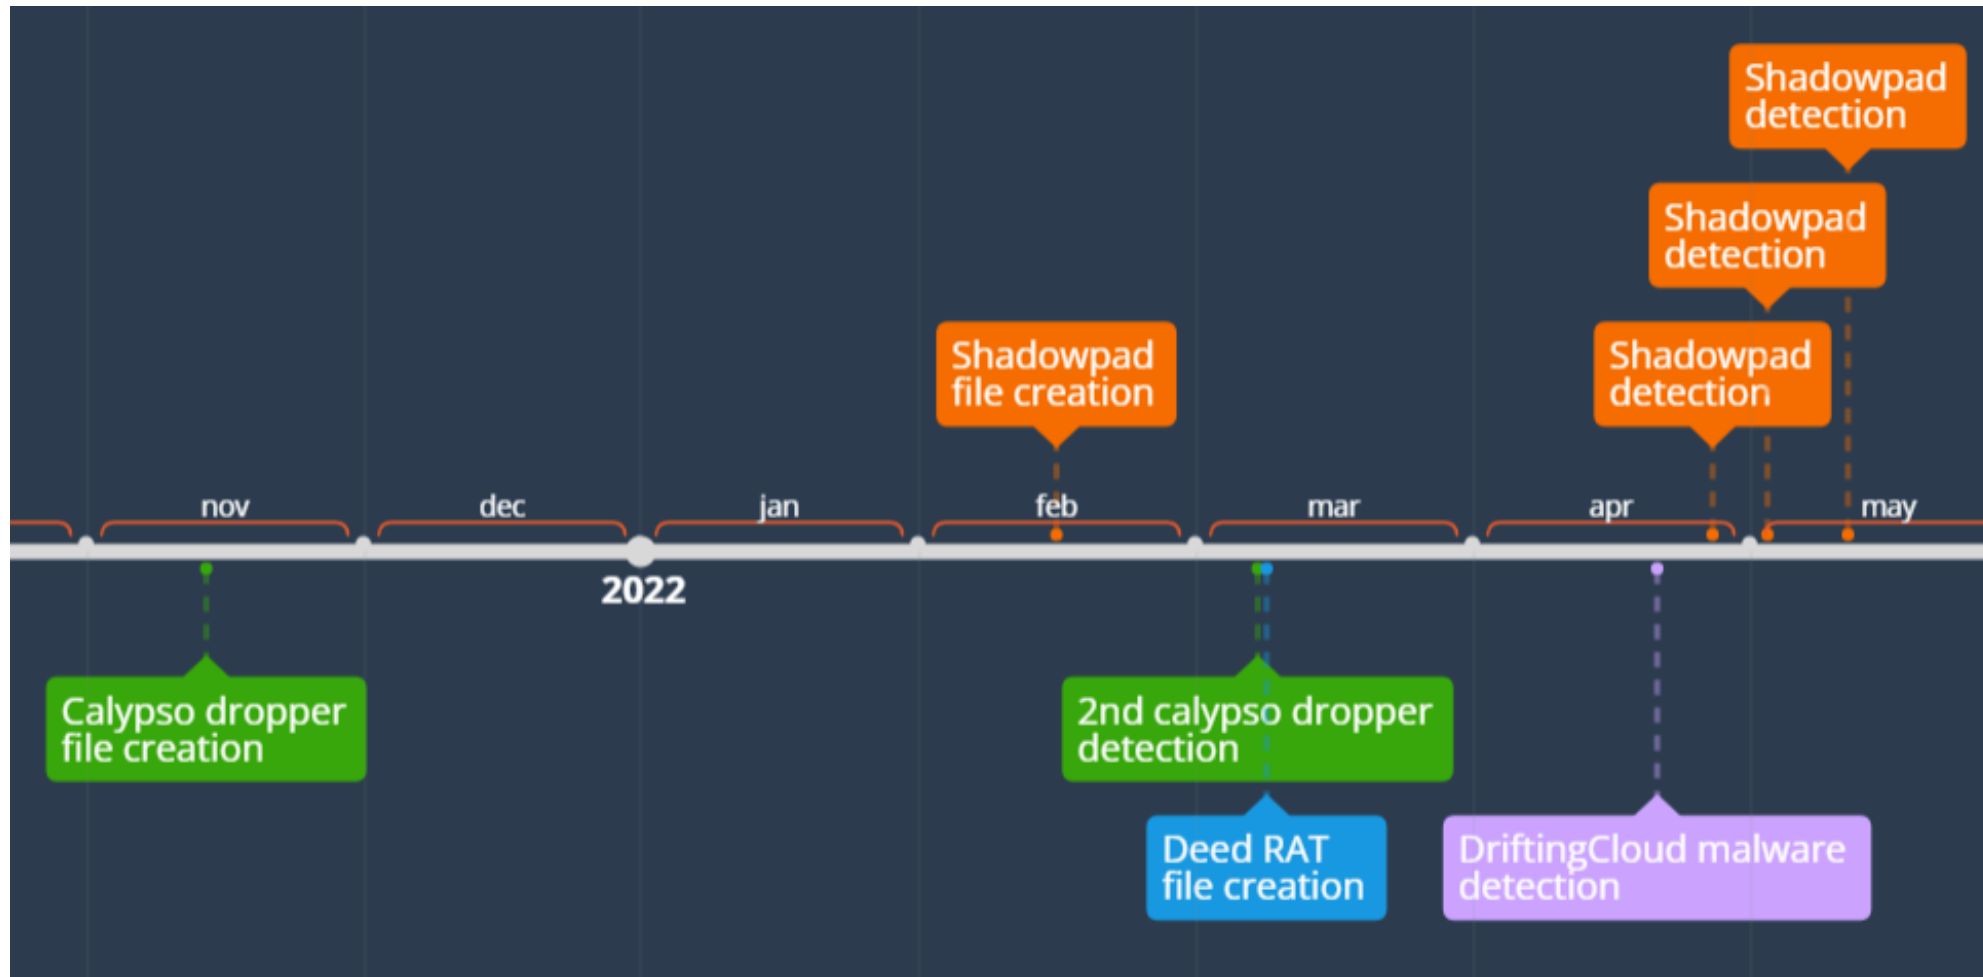 Shadowpad
detection
Shadowpad
detection
Shadowpad
file creation
Shadowpad
detection
nov
dec
jan
feb
mar
apr
may
2022
Calypso dropper
file creation
2nd calypso dropper
detection
Deed RAT
file creation
DriftingCloud malware
detection